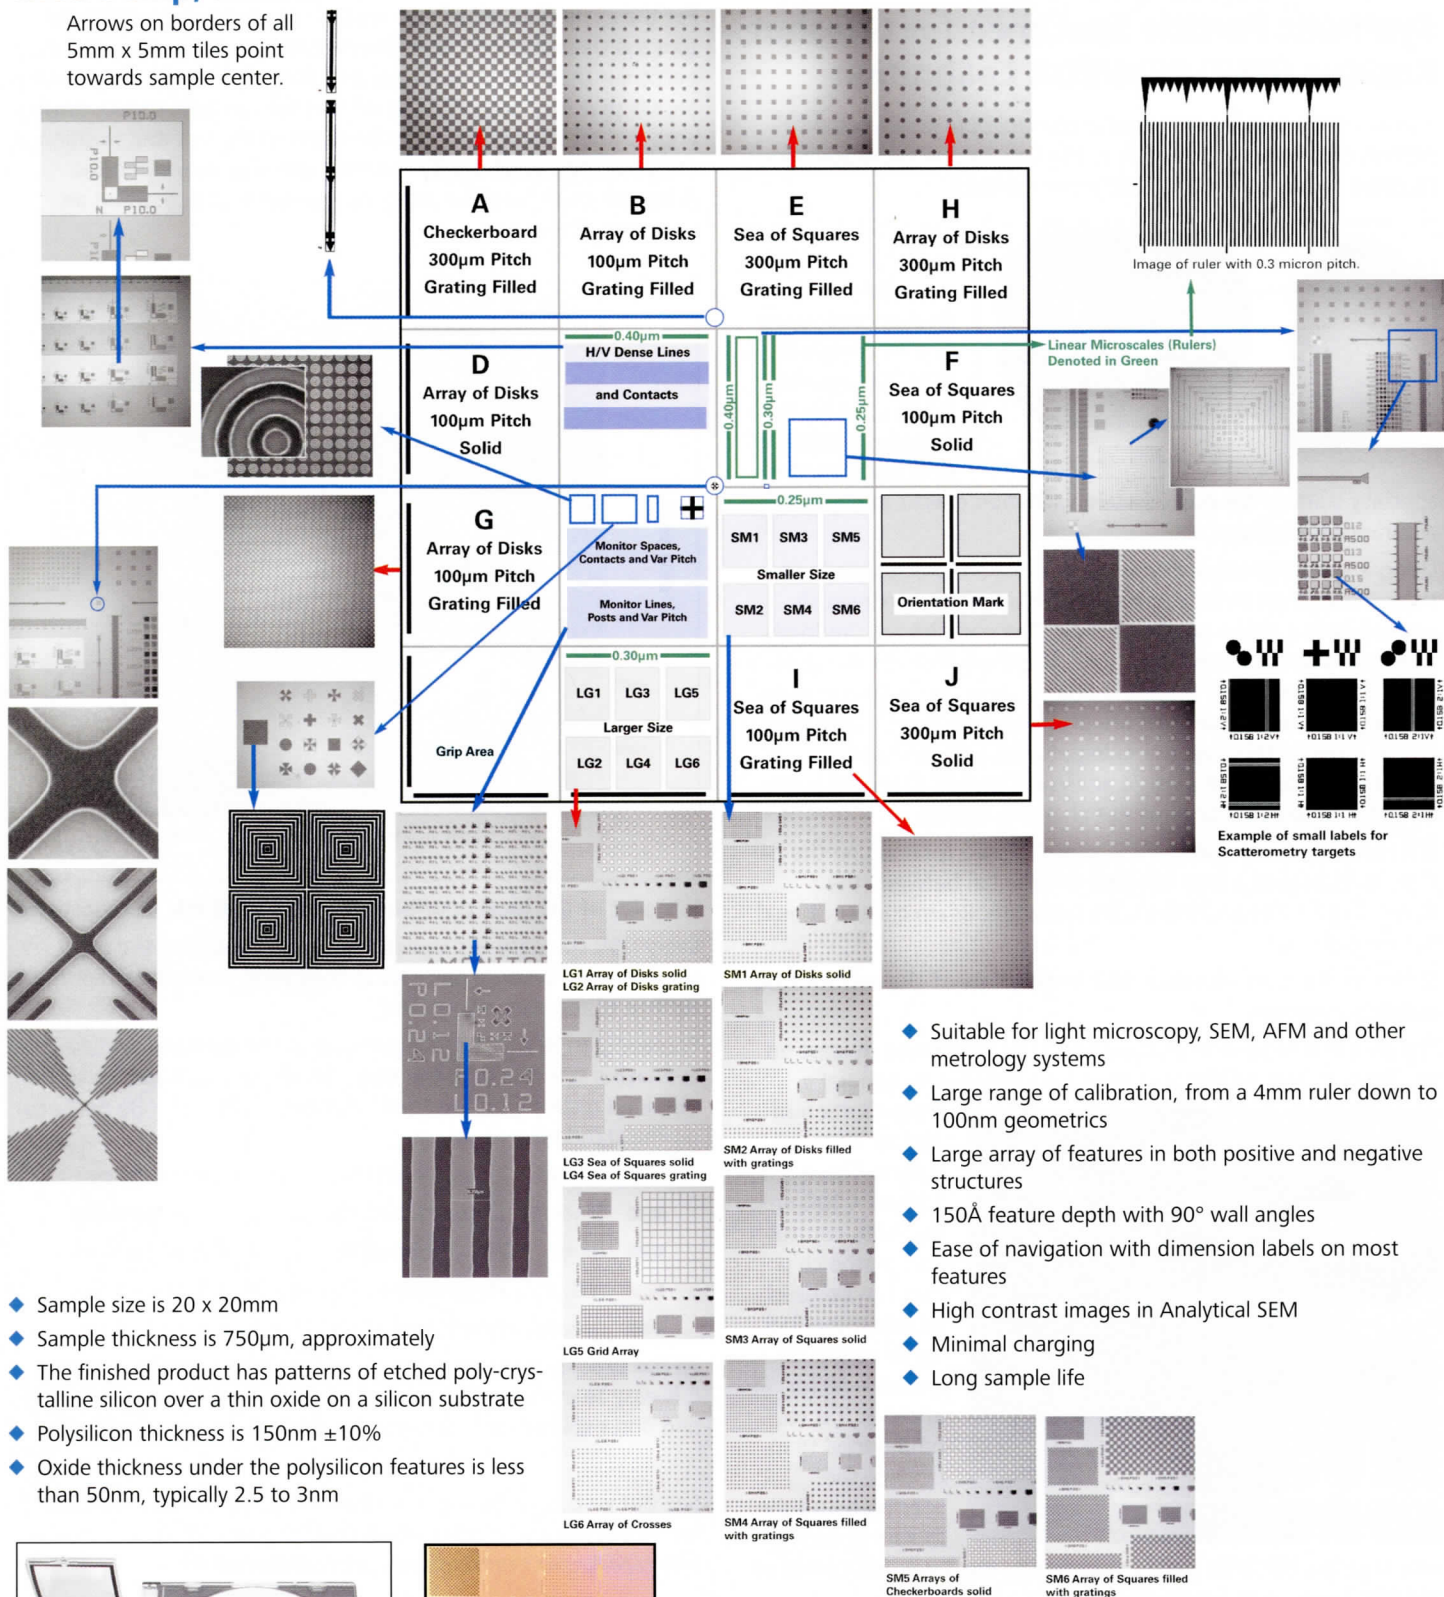 Arrows on borders of all
5mm x 5mm tiles point
towards sample center.
P10.0
P10.0
N P10.0
A
Checkerboard
300µm Pitch
Grating Filled
B
Array of Disks
100µm Pitch
Grating Filled
E
Sea of Squares
300µm Pitch
Grating Filled
H
Array of Disks
300µm Pitch
Grating Filled
Image of ruler with 0.3 micron pitch.
D
Array of Disks
100µm Pitch
Solid
0.40µm
H/V Dense Lines
and Contacts
0.40µm
0.30µm
0.25µm
F
Sea of Squares
100µm Pitch
Solid
Linear Microscales (Rulers)
Denoted in Green
G
Array of Disks
100µm Pitch
Grating Filled
Monitor Spaces,
Contacts and Var Pitch
Monitor Lines,
Posts and Var Pitch
0.25µm
SM1 SM3 SM5
Smaller Size
SM2 SM4 SM6
Orientation Mark
Grip Area
0.30µm
LG1 LG3 LG5
Larger Size
LG2 LG4 LG6
I
Sea of Squares
100µm Pitch
Grating Filled
J
Sea of Squares
300µm Pitch
Solid
Example of small labels for
Scatterometry targets
L0.12
P0.24
P0.24
L0.12
LG1 Array of Disks solid
LG2 Array of Disks grating
LG3 Sea of Squares solid
LG4 Sea of Squares grating
LG5 Grid Array
LG6 Array of Crosses
SM1 Array of Disks solid
SM2 Array of Disks filled
with gratings
SM3 Array of Squares solid
SM4 Array of Squares filled
with gratings
SM5 Arrays of
Checkerboards solid
SM6 Array of Squares filled
with gratings
◆ Suitable for light microscopy, SEM, AFM and other
metrology systems
◆ Large range of calibration, from a 4mm ruler down to
100nm geometrics
◆ Large array of features in both positive and negative
structures
◆ 150Å feature depth with 90° wall angles
◆ Ease of navigation with dimension labels on most
features
◆ High contrast images in Analytical SEM
◆ Minimal charging
◆ Long sample life
◆ Sample size is 20 x 20mm
◆ Sample thickness is 750µm, approximately
◆ The finished product has patterns of etched poly-crys-
talline silicon over a thin oxide on a silicon substrate
◆ Polysilicon thickness is 150nm ±10%
◆ Oxide thickness under the polysilicon features is less
than 50nm, typically 2.5 to 3nm